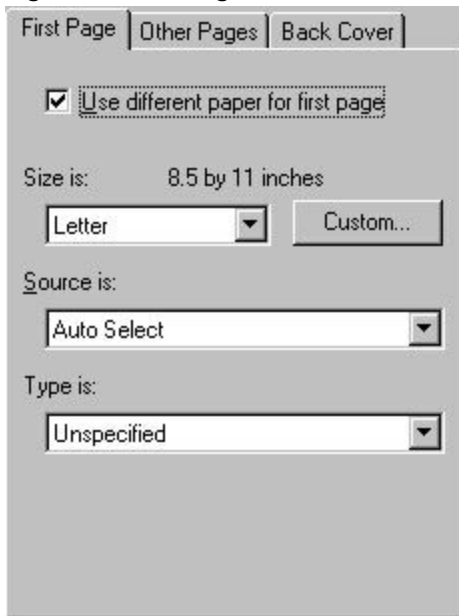 First Page Other Pages Back Cover
Use different paper for first page
Size is: 8.5 by 11 inches
Letter Custom...
Source is:
Auto Select
Type is:
Unspecified